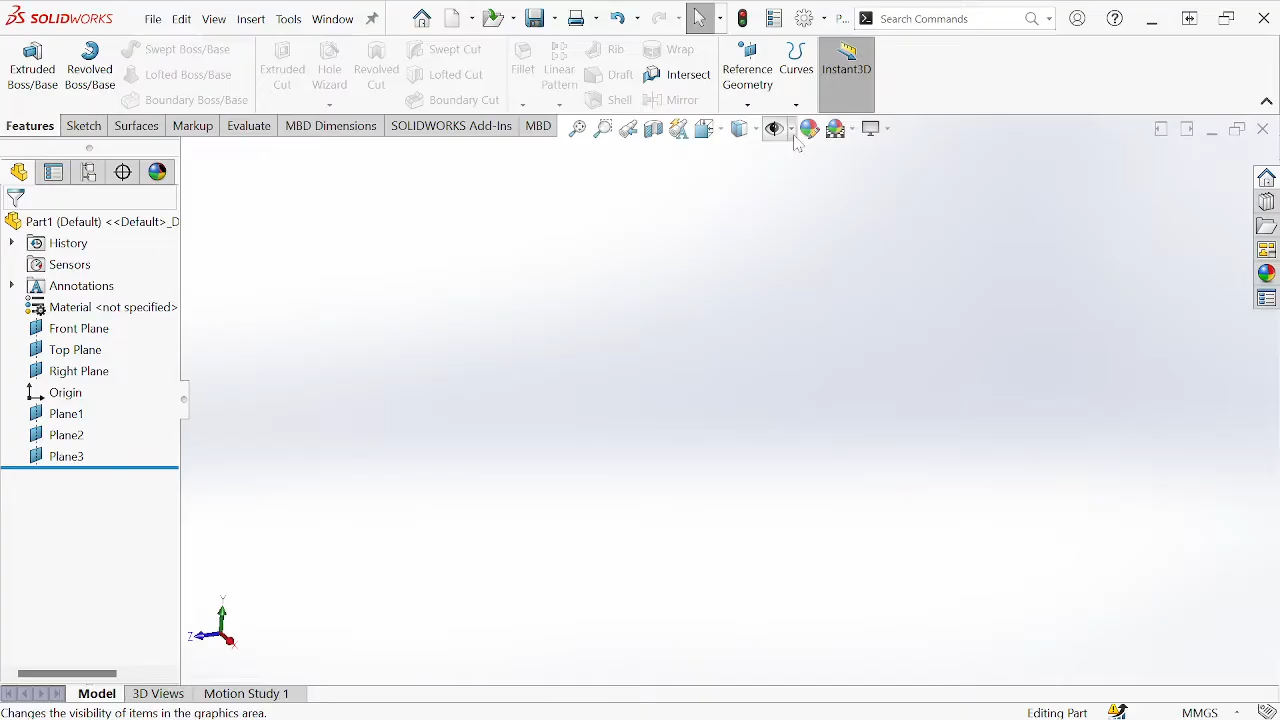 SOLIDWORKS File Edit View Insert Tools Window P... Search Commands
Extruded Boss/Base
Revolved Boss/Base
Swept Boss/Base
Lofted Boss/Base
Boundary Boss/Base
Extruded Cut
Hole Wizard
Revolved Cut
Swept Cut
Lofted Cut
Boundary Cut
Fillet
Linear Pattern
Rib
Draft
Shell
Wrap
Intersect
Mirror
Reference Geometry
Curves
Instant3D
Features Sketch Surfaces Markup Evaluate MBD Dimensions SOLIDWORKS Add-Ins MBD
Part1 (Default) <<Default>_D
History
Sensors
Annotations
Material <not specified>
Front Plane
Top Plane
Right Plane
Origin
Plane1
Plane2
Plane3
Y
Z
X
Model 3D Views Motion Study 1
Changes the visibility of items in the graphics area. Editing Part MMGS